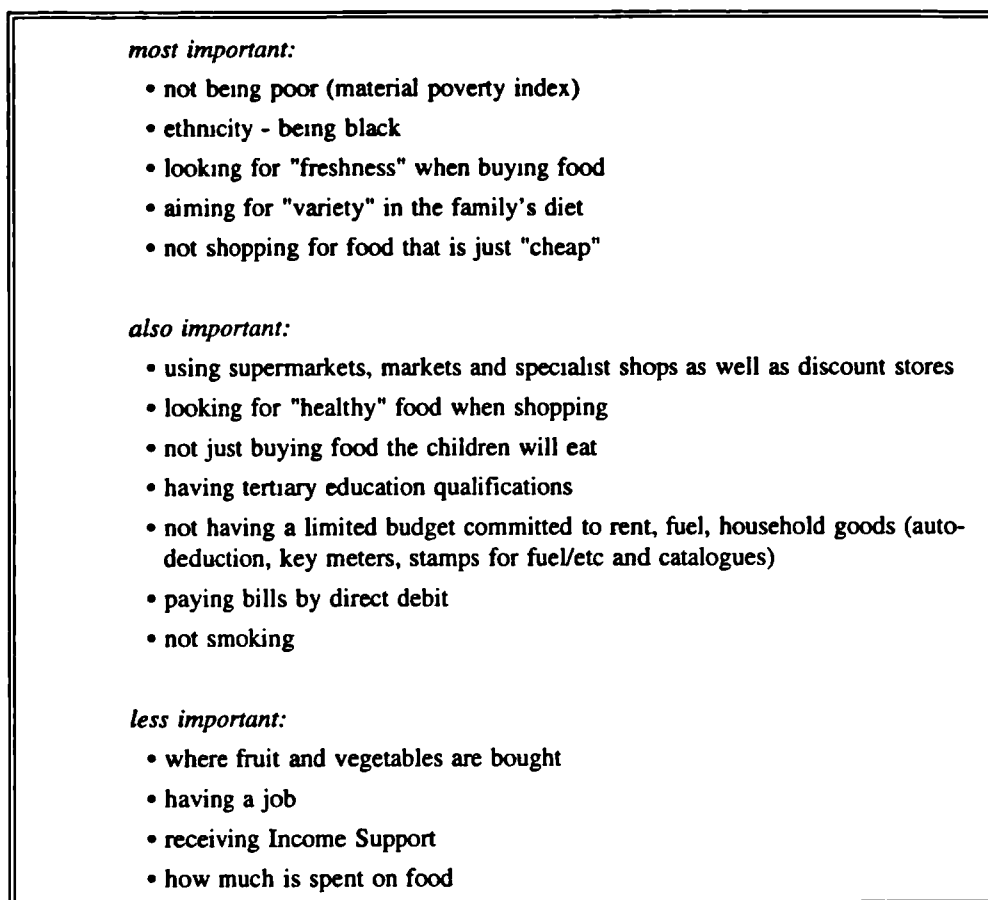 most important:
• not being poor (material poverty index)
• ethnicity - being black
• looking for "freshness" when buying food
• aiming for "variety" in the family's diet
• not shopping for food that is just "cheap"
also important:
• using supermarkets, markets and specialist shops as well as discount stores
• looking for "healthy" food when shopping
• not just buying food the children will eat
• having tertiary education qualifications
• not having a limited budget committed to rent, fuel, household goods (auto-
deduction, key meters, stamps for fuel/etc and catalogues)
• paying bills by direct debit
• not smoking
less important:
• where fruit and vegetables are bought
• having a job
• receiving Income Support
• how much is spent on food